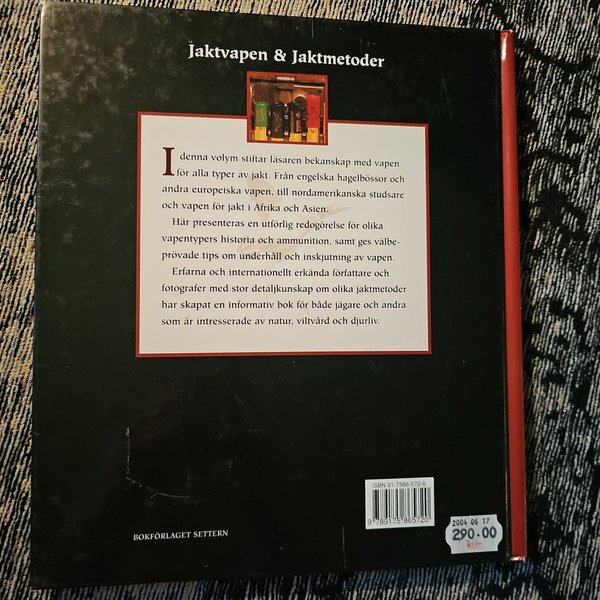 Jaktvapen & Jaktmetoder
I denna volym stiftar läsaren bekanskap med vapen
för alla typer av jakt. Från engelska hagelbössor och
andra europeiska vapen, till nordamerikanska studsare
och vapen för jakt i Afrika och Asien.
Här presenteras en utförlig redogörelse för olika
vapentypers historia och ammunition, samt ges välbe-
prövade tips om underhåll och inskjutning av vapen.
Erfarna och internationellt erkända författare och
fotografer med stor detaljkunskap om olika jaktmetoder
har skapat en informativ bok för både jägare och andra
som är intresserade av natur, viltvård och djurliv.
ISBN 91-7586-572-6
9 789175 865720
2004 06 17
290.00
BOKFÖRLAGET SETTERN